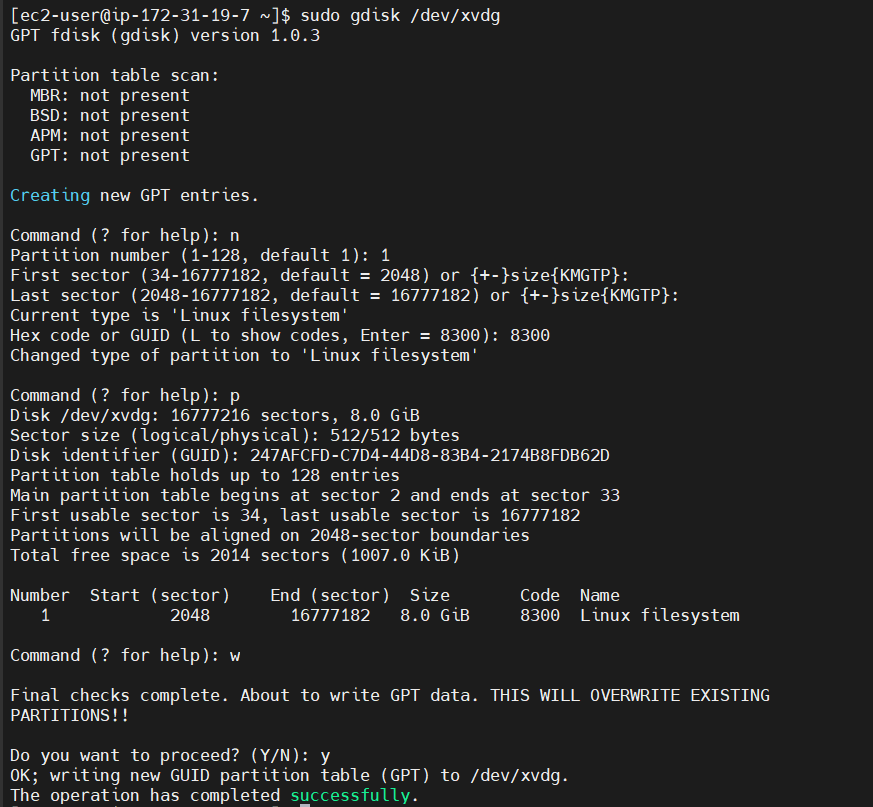 [ec2-user@ip-172-31-19-7 ~]$ sudo gdisk /dev/xvdg
GPT fdisk (gdisk) version 1.0.3
Partition table scan:
  MBR: not present
  BSD: not present
  APM: not present
  GPT: not present
Creating new GPT entries.
Command (? for help): n
Partition number (1-128, default 1): 1
First sector (34-16777182, default = 2048) or {+-}size{KMGTP}:
Last sector (2048-16777182, default = 16777182) or {+-}size{KMGTP}:
Current type is 'Linux filesystem'
Hex code or GUID (L to show codes, Enter = 8300): 8300
Changed type of partition to 'Linux filesystem'
Command (? for help): p
Disk /dev/xvdg: 16777216 sectors, 8.0 GiB
Sector size (logical/physical): 512/512 bytes
Disk identifier (GUID): 247AFCFD-C7D4-44D8-83B4-2174B8FDB62D
Partition table holds up to 128 entries
Main partition table begins at sector 2 and ends at sector 33
First usable sector is 34, last usable sector is 16777182
Partitions will be aligned on 2048-sector boundaries
Total free space is 2014 sectors (1007.0 KiB)
Number  Start (sector)    End (sector)  Size       Code  Name
   1            2048        16777182   8.0 GiB     8300  Linux filesystem
Command (? for help): w
Final checks complete. About to write GPT data. THIS WILL OVERWRITE EXISTING
PARTITIONS!!
Do you want to proceed? (Y/N): y
OK; writing new GUID partition table (GPT) to /dev/xvdg.
The operation has completed successfully.